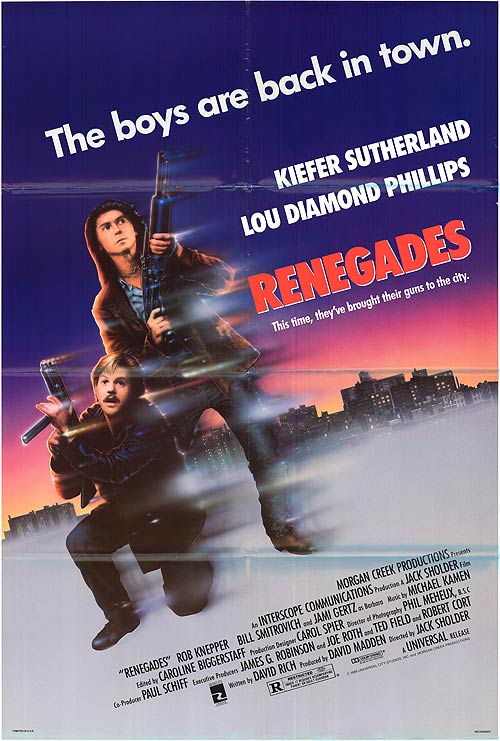 The boys are back in town.
KIEFER SUTHERLAND
LOU DIAMOND PHILLIPS
RENEGADES
This time, they've brought their guns to the city.
MORGAN CREEK PRODUCTIONS Presents
An INTERSCOPE COMMUNICATIONS Production A JACK SHOLDER Film
"RENEGADES" ROB KNEPPER BILL SMITROVICH and JAMI GERTZ as Barbara Music by MICHAEL KAMEN
Edited by CAROLINE BIGGERSTAFF Production Designer CAROL SPIER Director of Photography PHIL MEHEUX, B.S.C
Co-Producer PAUL SCHIFF Executive Producers JAMES G. ROBINSON and JOE ROTH and TED FIELD and ROBERT CORT
Written by DAVID RICH Produced by DAVID MADDEN Directed by JACK SHOLDER
R RESTRICTED
A UNIVERSAL RELEASE